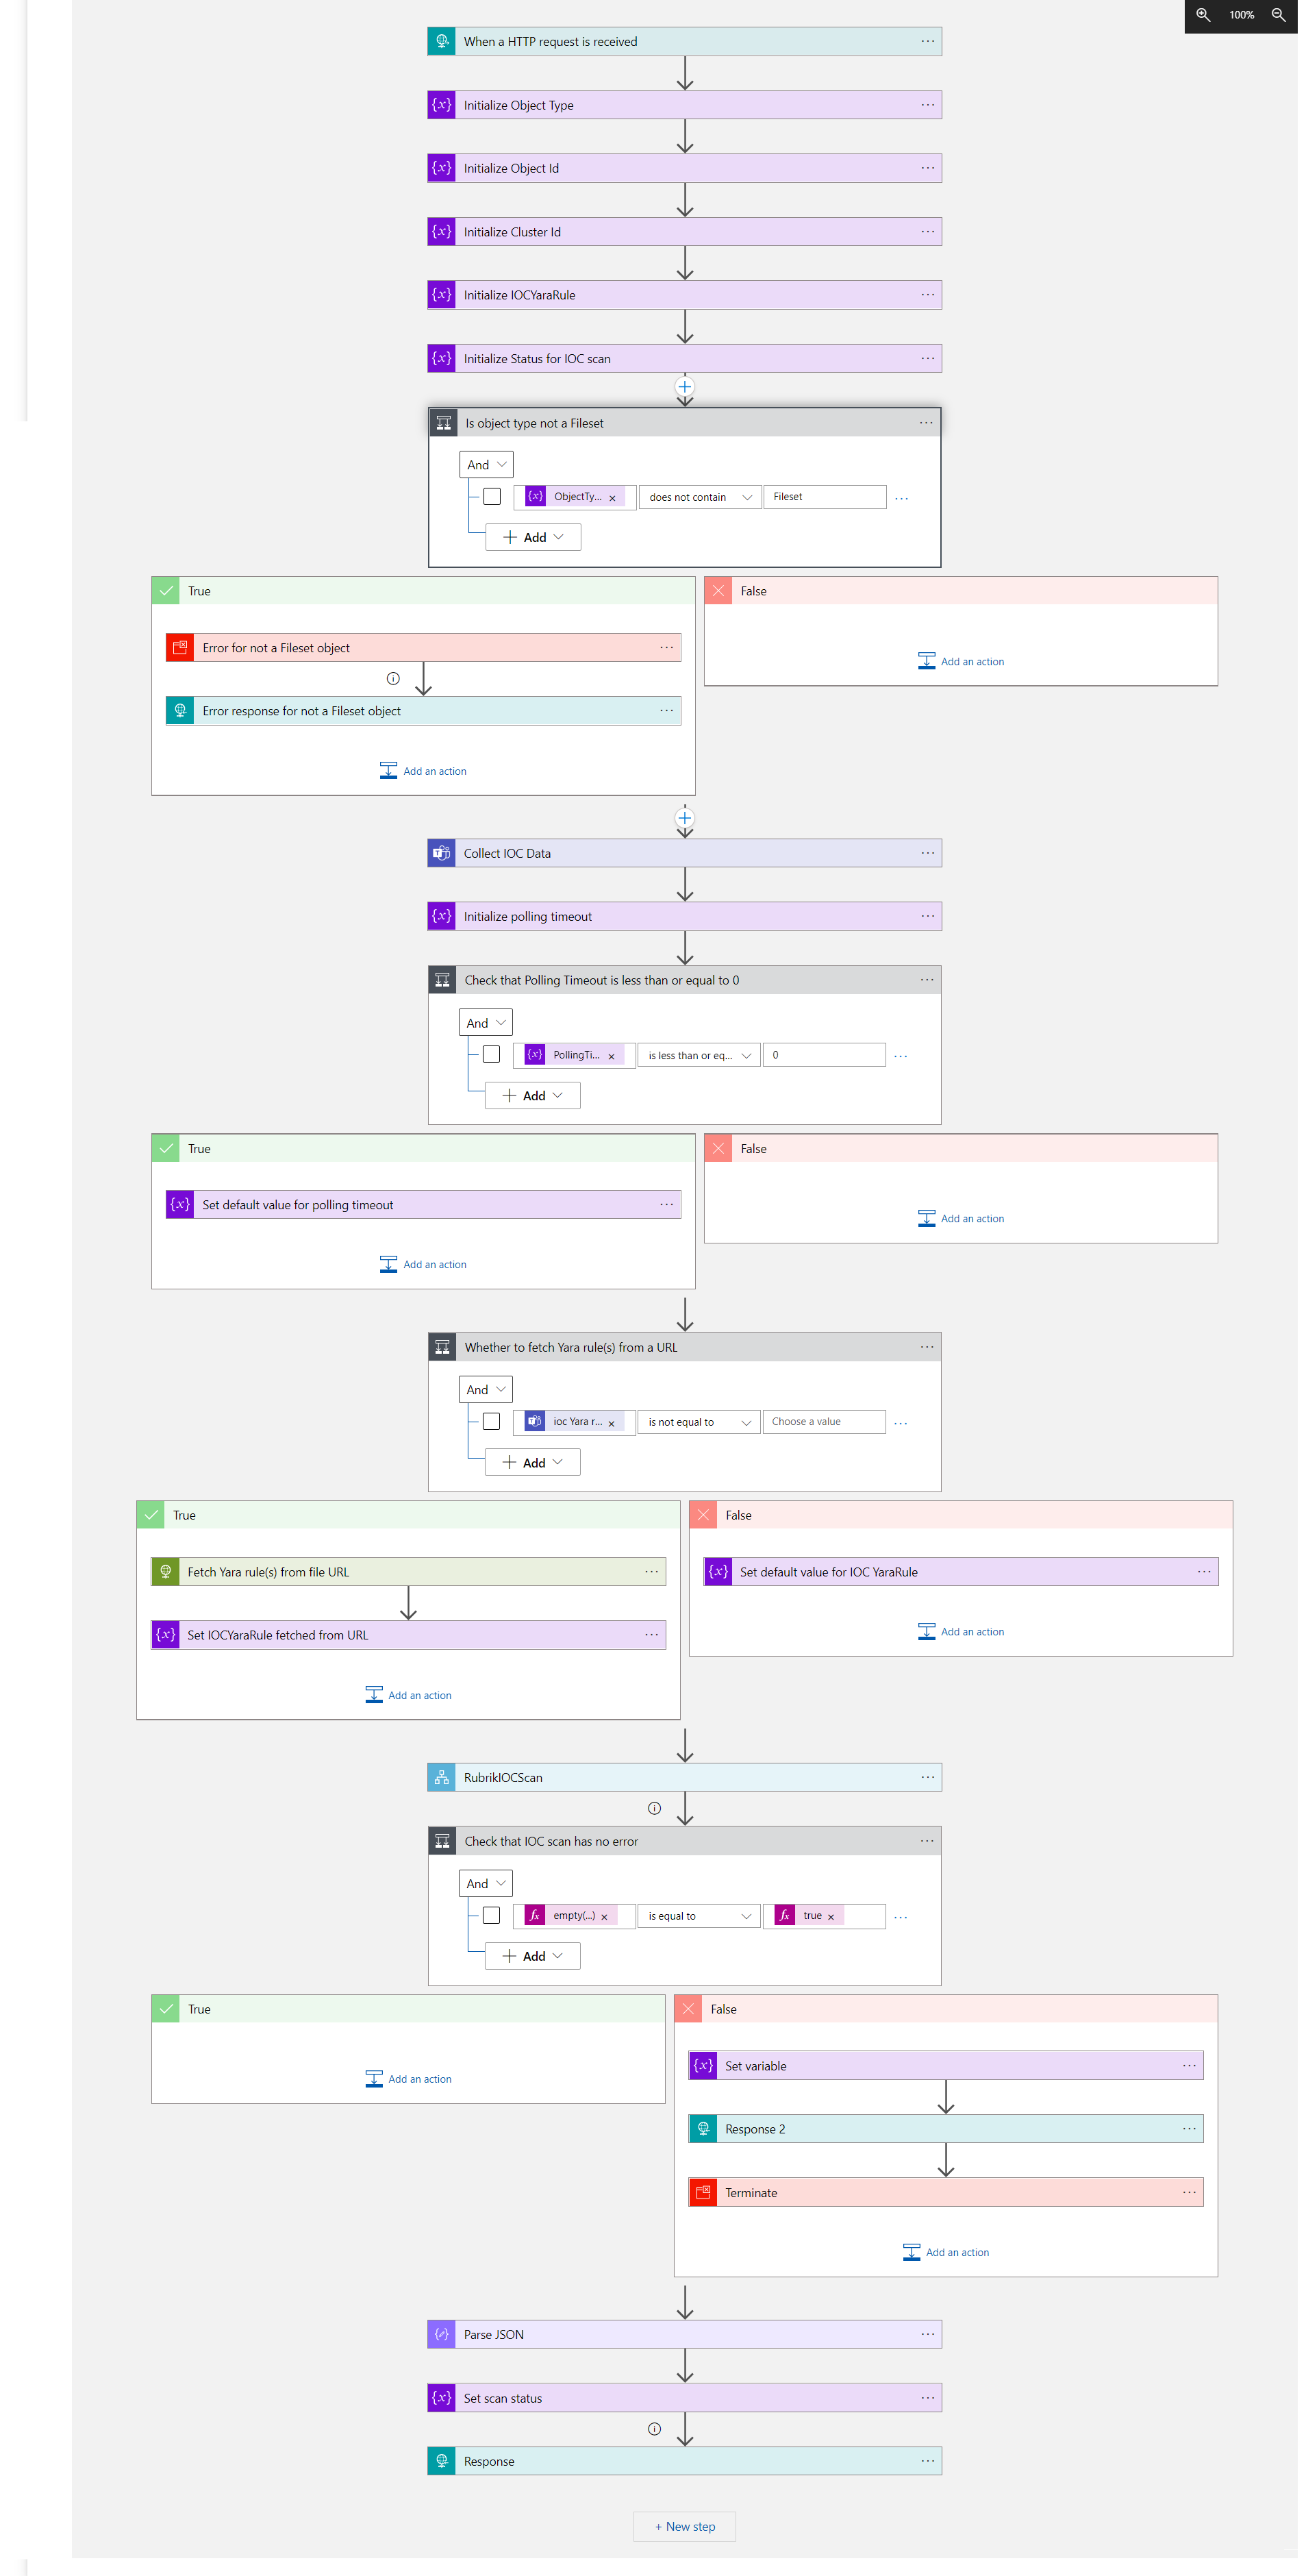 100%
When a HTTP request is received
Initialize Object Type
Initialize Object Id
Initialize Cluster Id
Initialize IOCYaraRule
Initialize Status for IOC scan
Is object type not a Fileset
And
ObjectTy... × does not contain Fileset
+ Add
True
False
Error for not a Fileset object
Add an action
Error response for not a Fileset object
Add an action
Collect IOC Data
Initialize polling timeout
Check that Polling Timeout is less than or equal to 0
And
PollingTi... × is less than or eq... 0
+ Add
True
False
Set default value for polling timeout
Add an action
Add an action
Whether to fetch Yara rule(s) from a URL
And
ioc Yara r... × is not equal to Choose a value
+ Add
True
False
Fetch Yara rule(s) from file URL
Set default value for IOC YaraRule
Set IOCYaraRule fetched from URL
Add an action
Add an action
RubrikIOCScan
Check that IOC scan has no error
And
fx empty(...) × is equal to fx true ×
+ Add
True
False
Set variable
Add an action
Response 2
Terminate
Add an action
Parse JSON
Set scan status
Response
+ New step